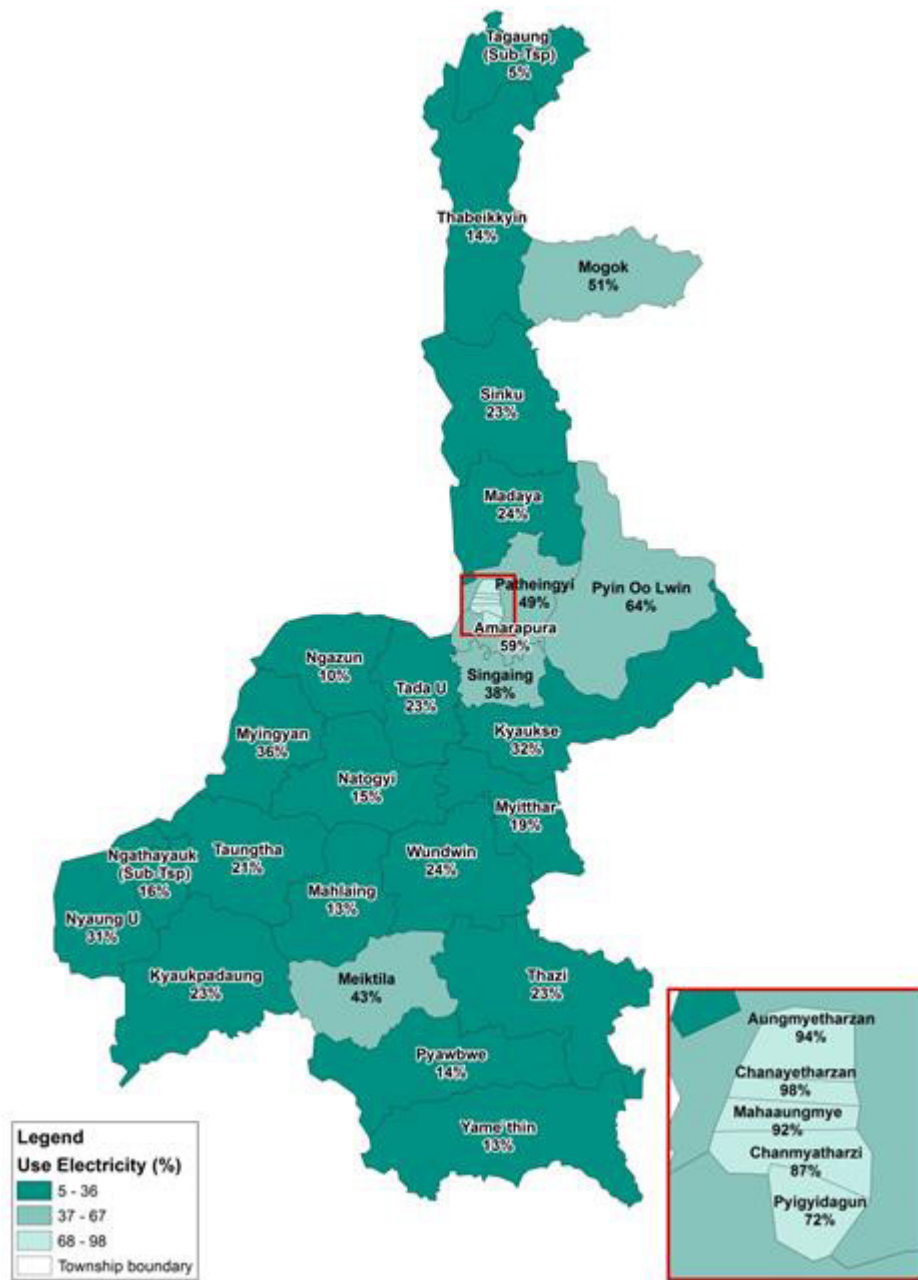 Tagaung
(Sub-Tsp)
5%
Thabeikkyin
14%
Mogok
51%
Sinku
23%
Madaya
24%
Patheingyi
49%
Pyin Oo Lwin
64%
Amarapura
59%
Singaing
38%
Ngazun
10%
Tada U
23%
Kyaukse
32%
Myingyan
36%
Natogyi
15%
Myitthar
19%
Ngathayauk
(Sub-Tsp)
16%
Taungtha
21%
Wundwin
24%
Mahlaing
13%
Nyaung U
31%
Kyaukpadaung
23%
Meiktila
43%
Thazi
23%
Pyawbwe
14%
Yame'thin
13%
Aungmyetharzan
94%
Chanayetharzan
98%
Mahaaungmye
92%
Chanmyatharzi
87%
Pyigyidagun
72%
Legend
Use Electricity (%)
5 - 36
37 - 67
68 - 98
Township boundary